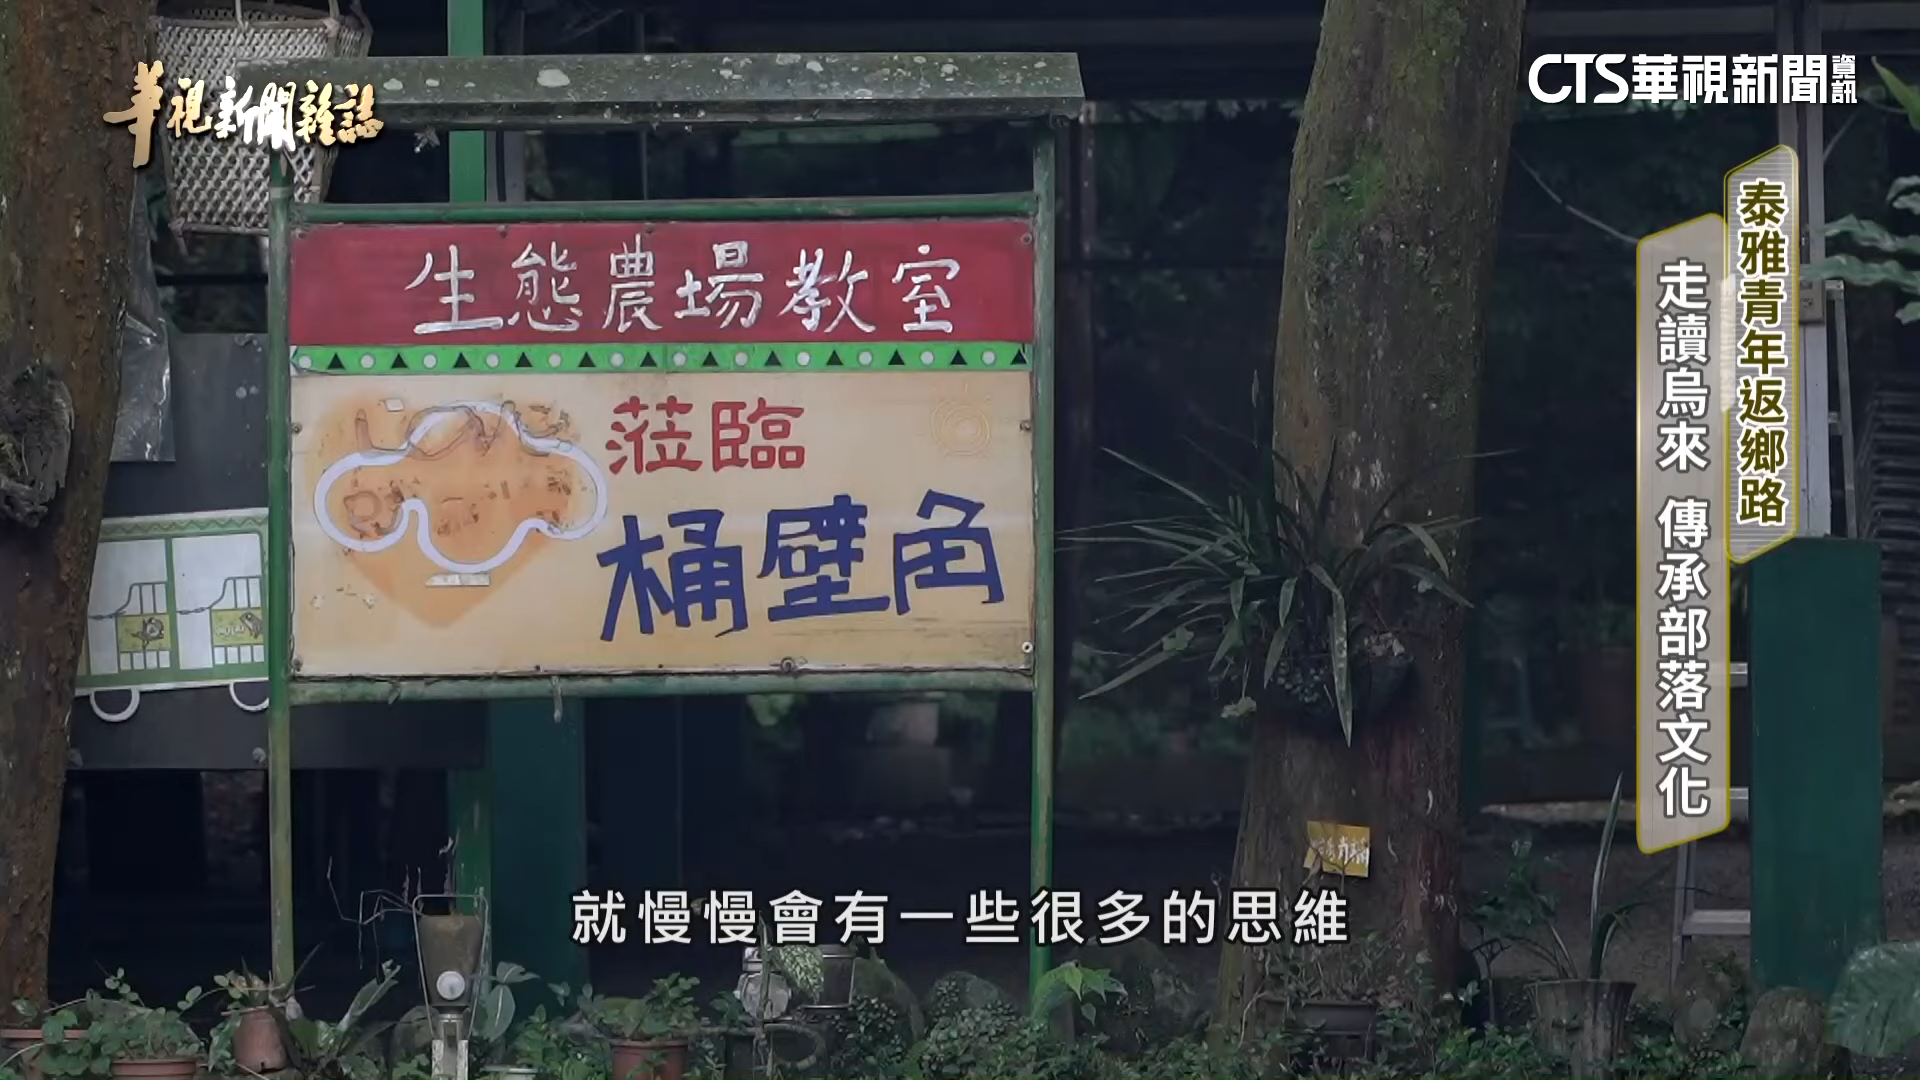 華視新聞雜誌
CTS華視新聞資訊
泰雅青年返鄉路
走讀烏來 傳承部落文化
生態農場教室
蒞臨
桶壁角
就慢慢會有一些很多的思維